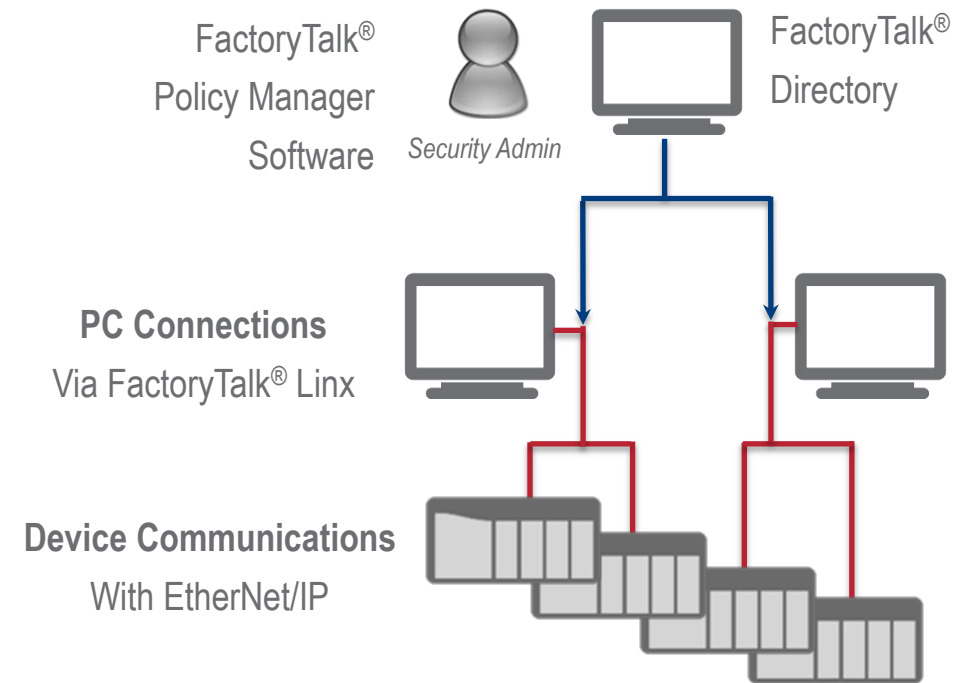 FactoryTalk®
Policy Manager
Software
Security Admin
FactoryTalk®
Directory
PC Connections
Via FactoryTalk® Linx
Device Communications
With EtherNet/IP